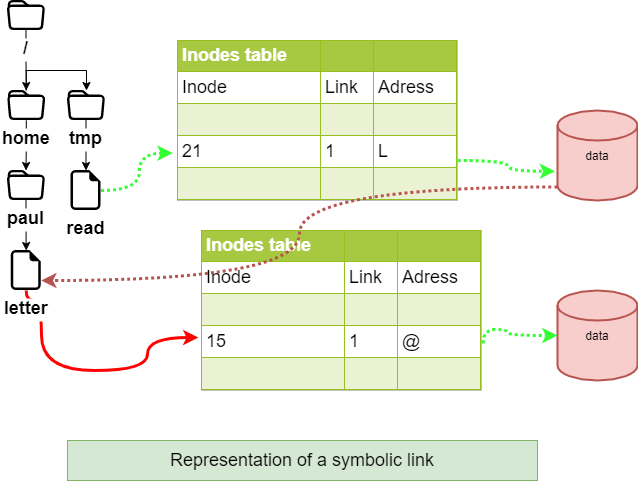 /
home
tmp
paul
read
letter
Inodes table
Inode Link Adress
21 1 L
data
Inodes table
Inode Link Adress
15 1 @
data
Representation of a symbolic link